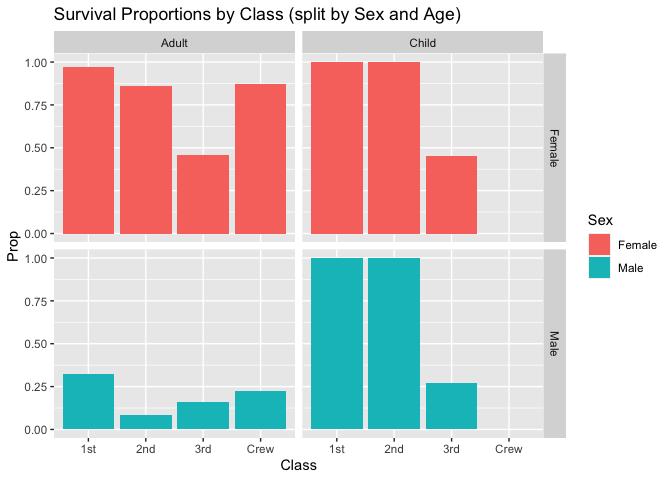 Survival Proportions by Class (split by Sex and Age)
Adult
Child
1.00
0.75
0.50
0.25
0.00
Female
1.00
0.75
0.50
0.25
0.00
Male
Prop
1st
2nd
3rd
Crew
1st
2nd
3rd
Crew
Class
Sex
Female
Male